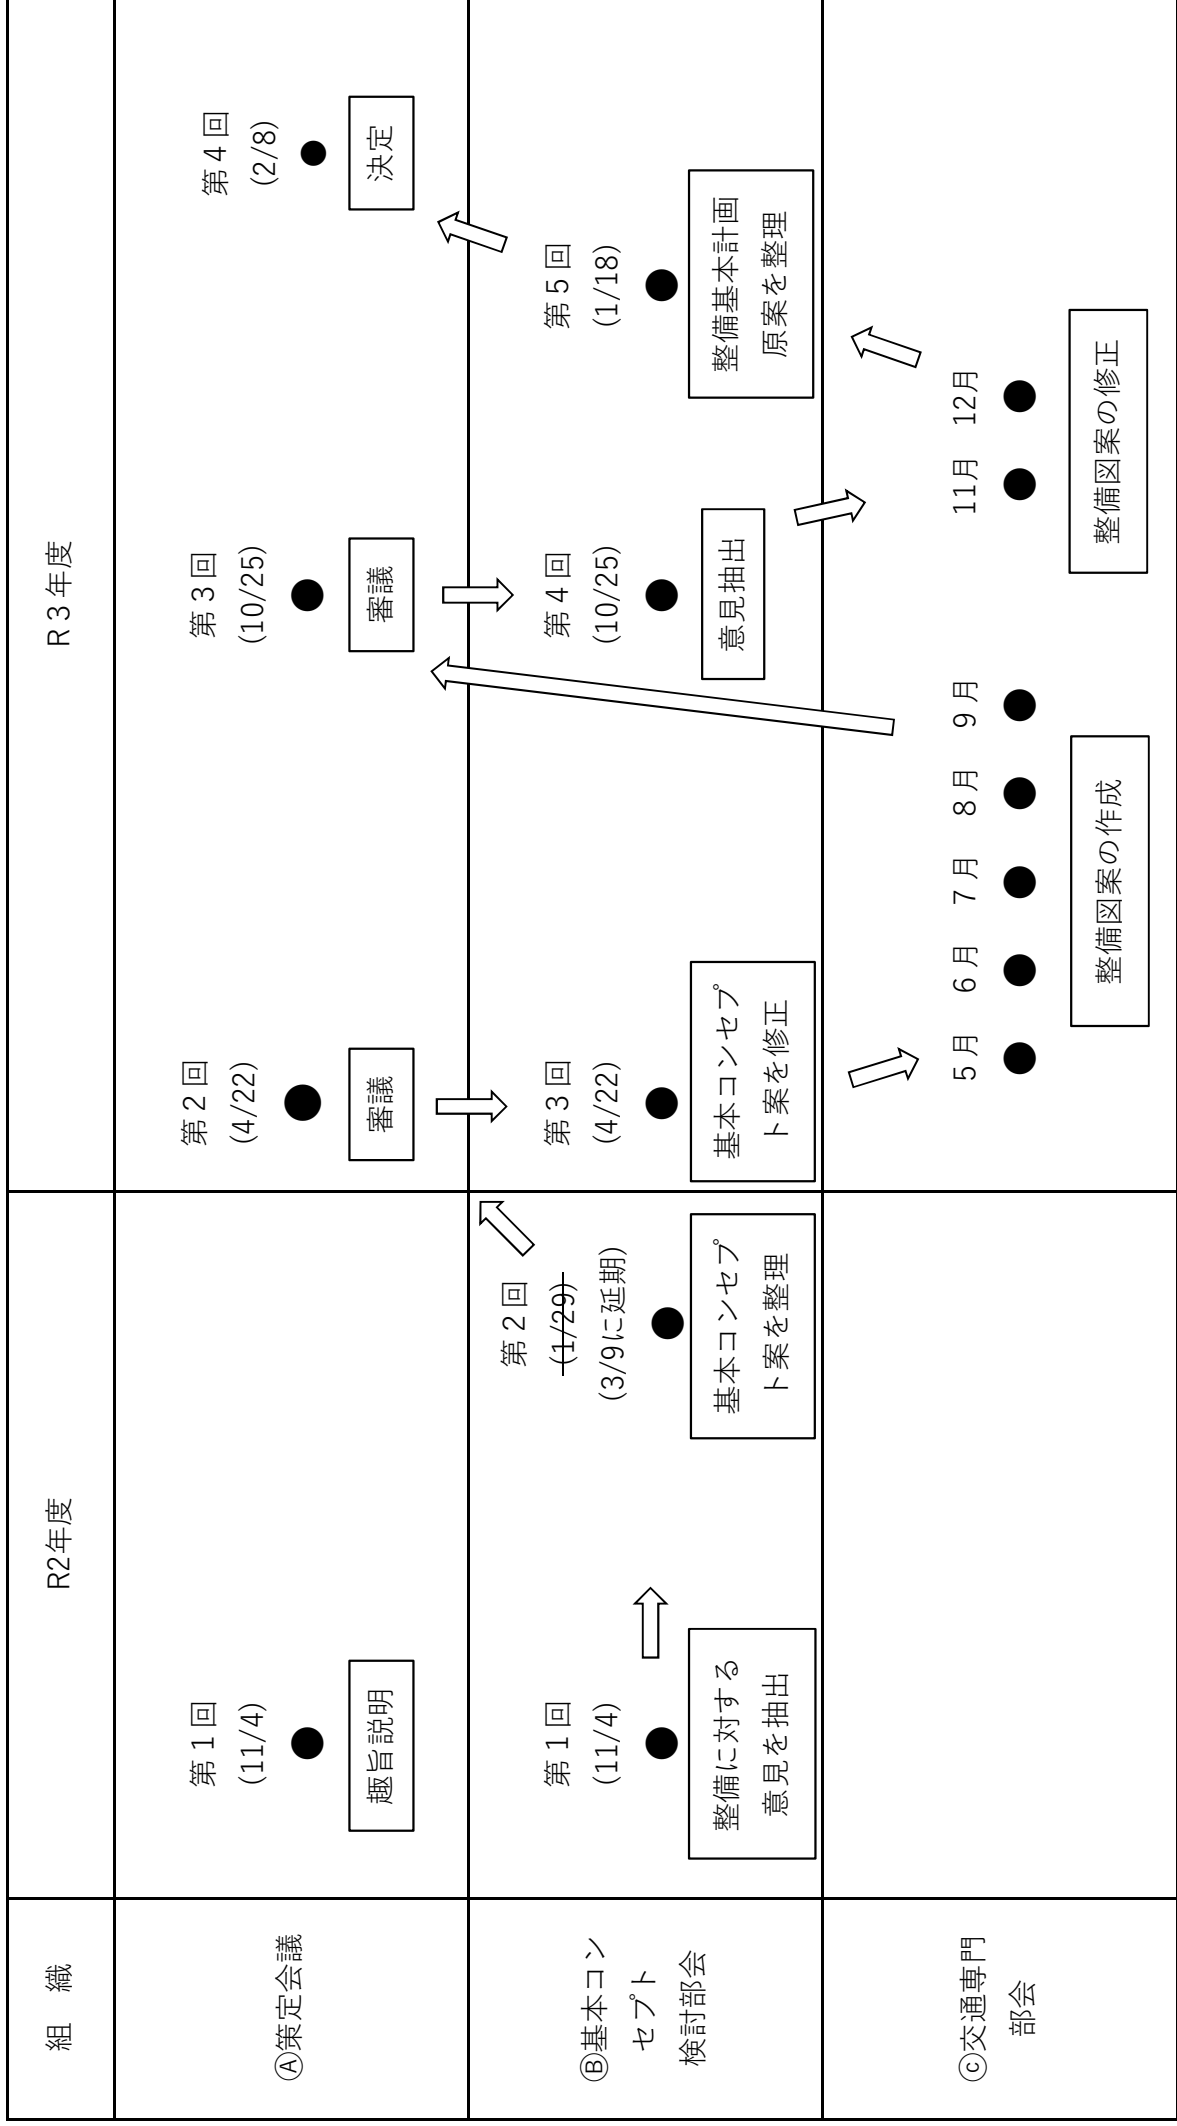 組　織
R2年度
R３年度
Ⓐ策定会議
第１回
(11/4)
趣旨説明
第２回
(4/22)
審議
第３回
(10/25)
審議
第４回
(2/8)
決定
Ⓑ基本コン
セプト
検討部会
第１回
(11/4)
整備に対する
意見を抽出
第２回
(1/29)
(3/9に延期)
基本コンセプ
ト案を整理
第３回
(4/22)
基本コンセプ
ト案を修正
第４回
(10/25)
意見抽出
第５回
(1/18)
整備基本計画
原案を整理
ⓒ交通専門
部会
５月
６月
７月
８月
９月
整備図案の作成
11月
12月
整備図案の修正